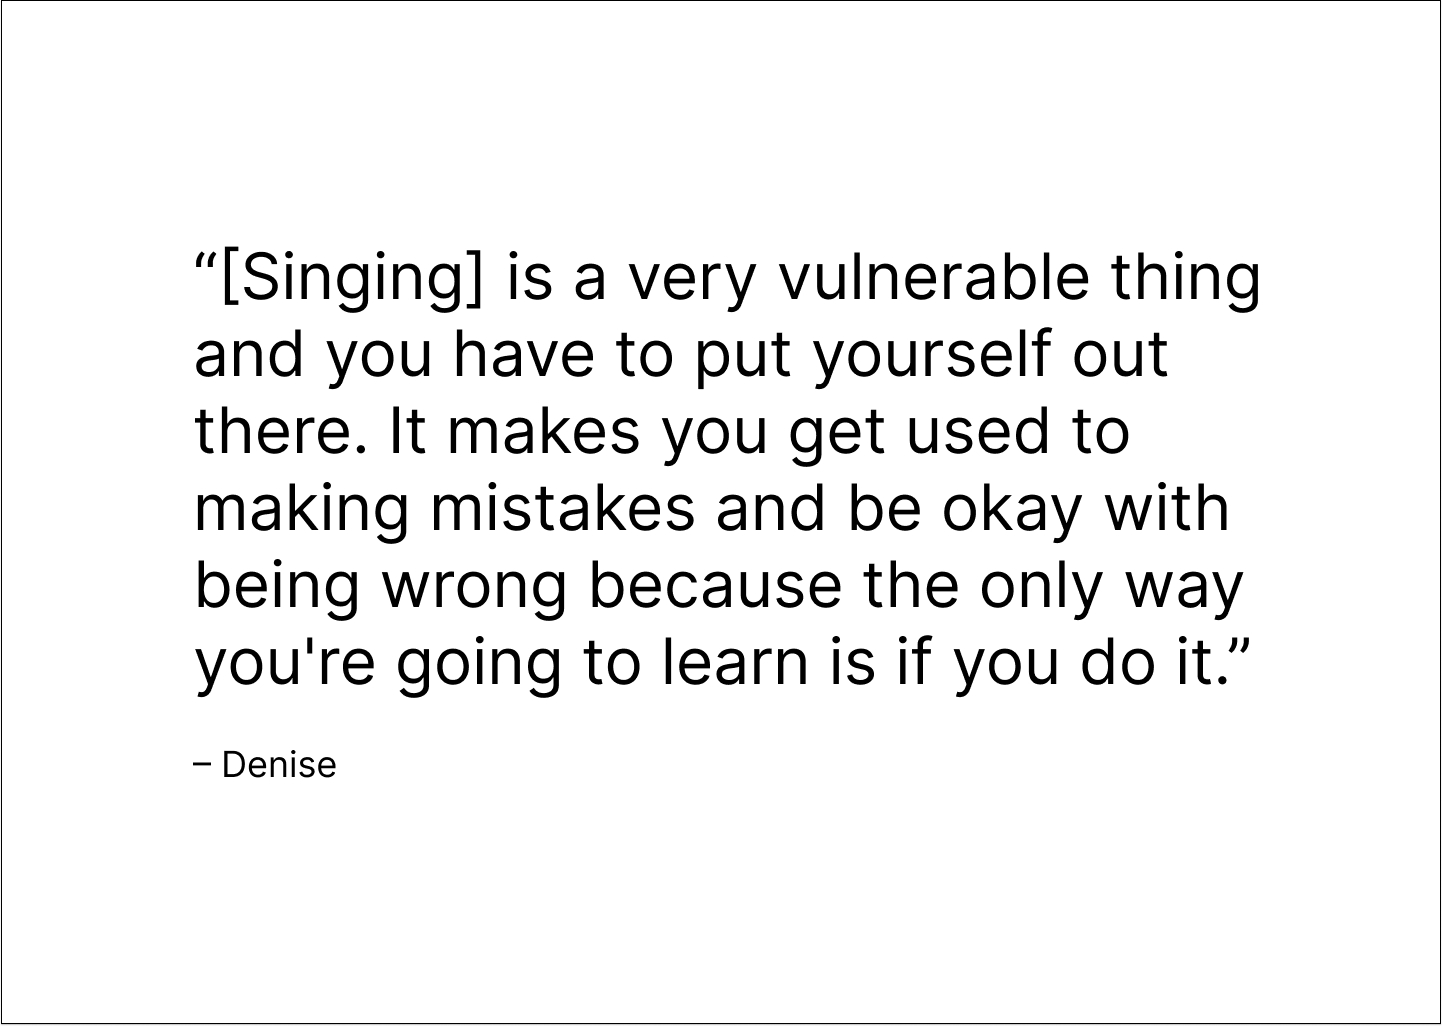 “[Singing] is a very vulnerable thing
and you have to put yourself out
there. It makes you get used to
making mistakes and be okay with
being wrong because the only way
you're going to learn is if you do it.”
– Denise